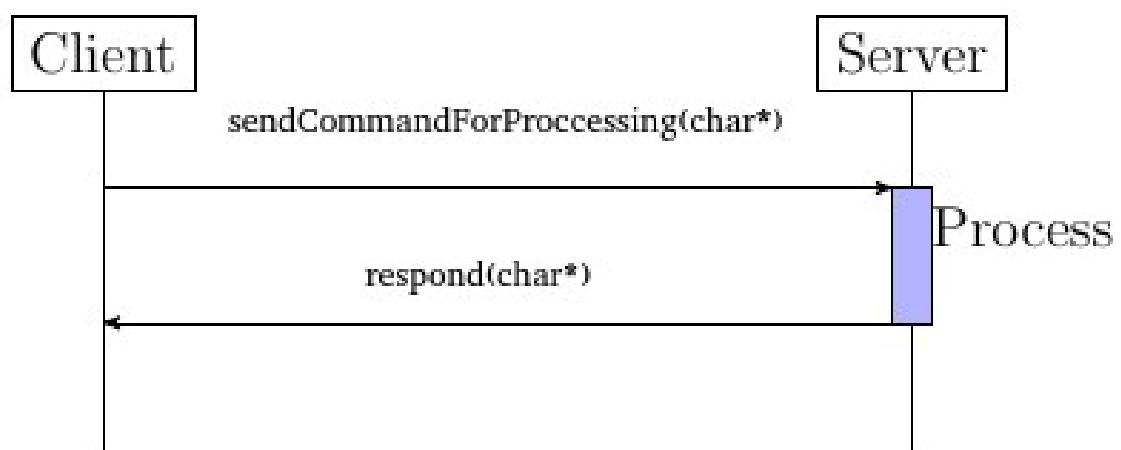 Client
Server
sendCommandForProccessing(char*)
Process
respond(char*)